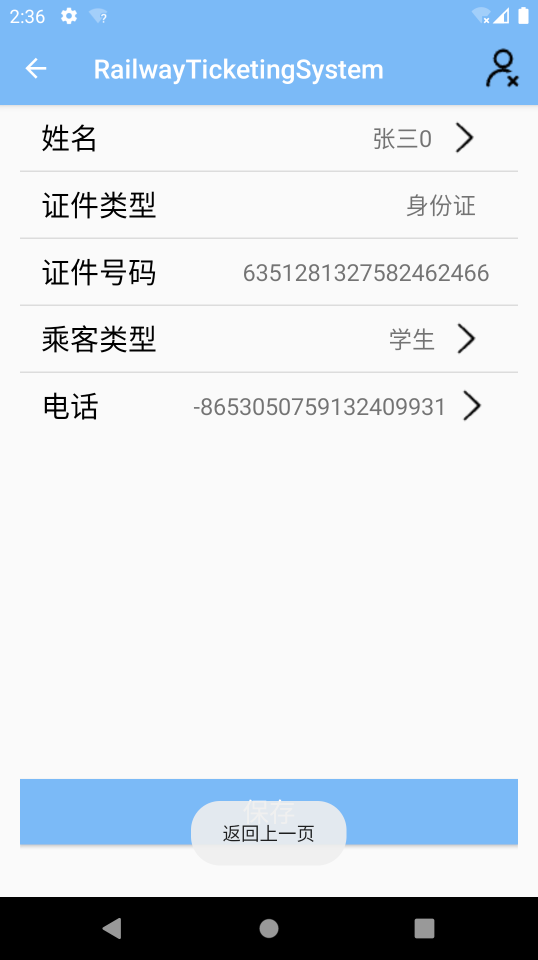 2:36
RailwayTicketingSystem
姓名 张三0
证件类型 身份证
证件号码 6351281327582462466
乘客类型 学生
电话 -8653050759132409931
保存
返回上一页